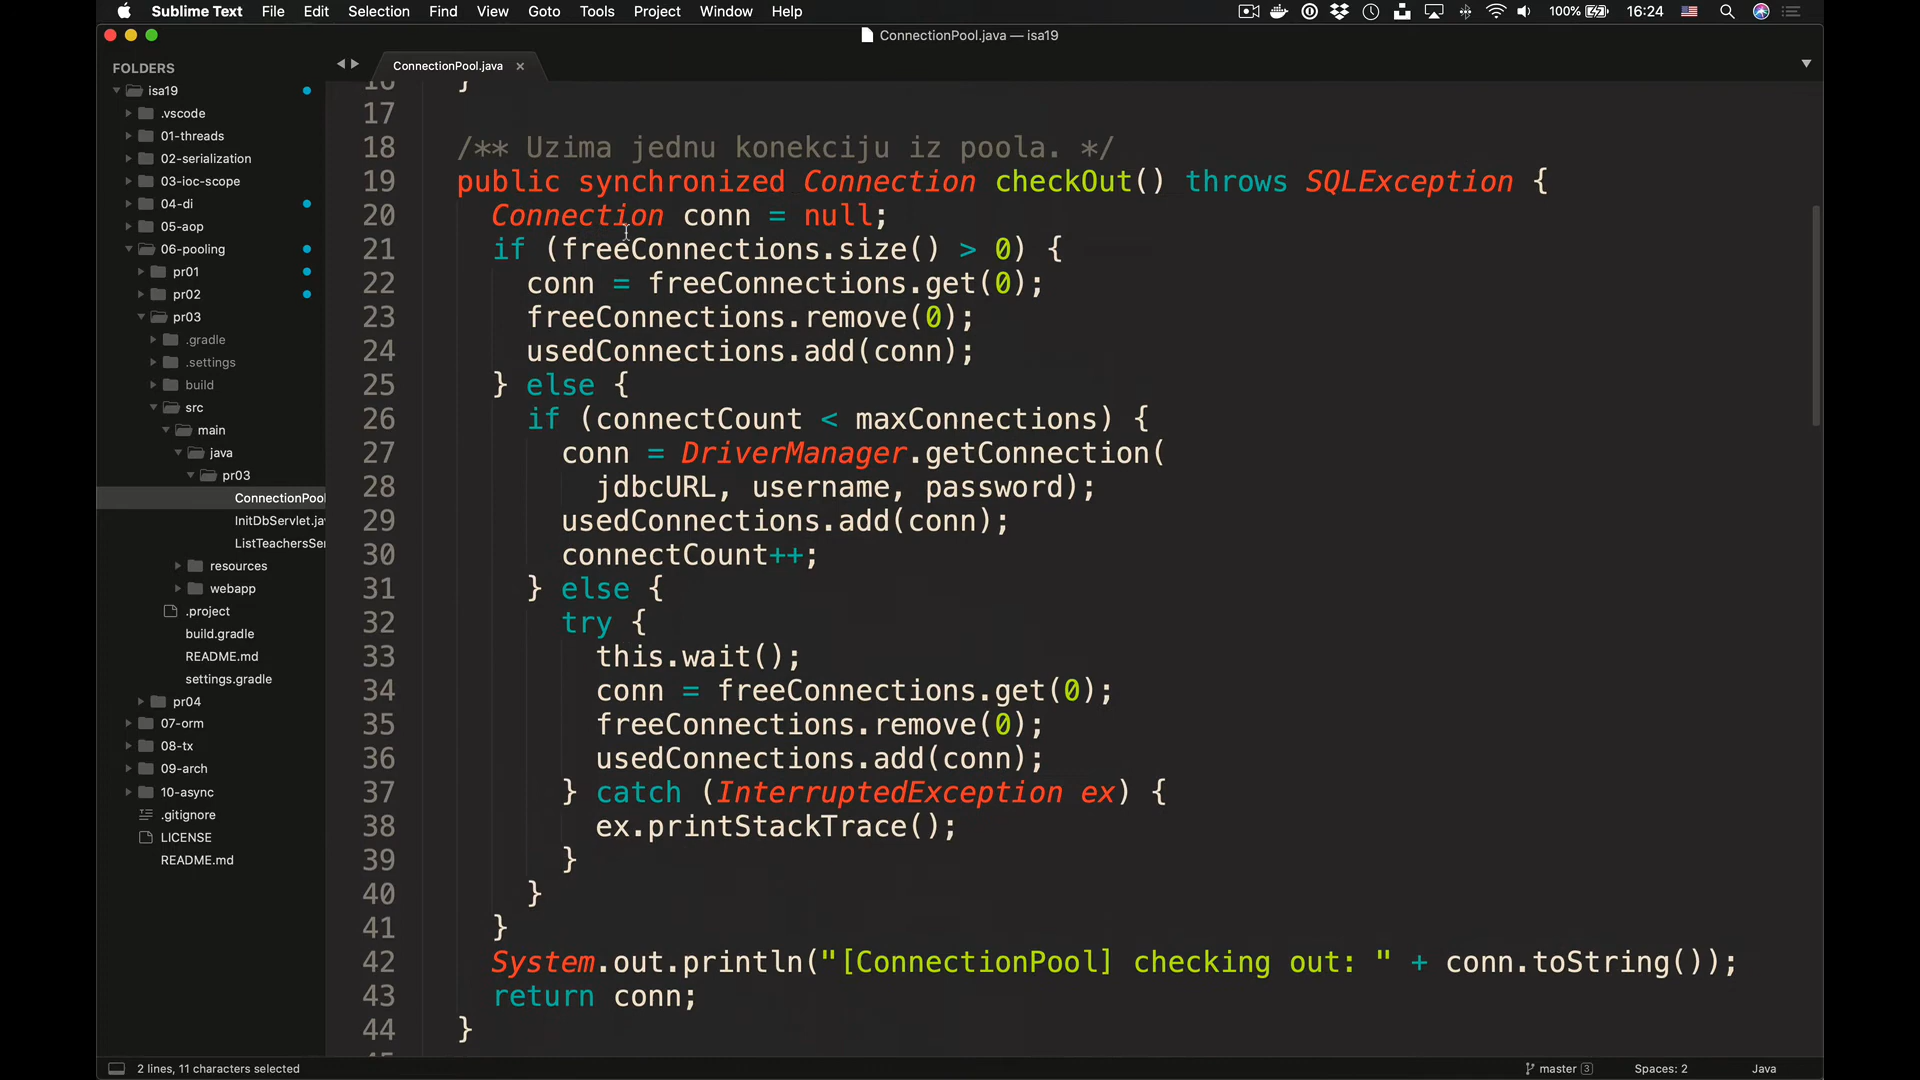 Sublime Text File Edit Selection Find View Goto Tools Project Window Help 100% 16:24
ConnectionPool.java — isa19
FOLDERS
ConnectionPool.java ×
isa19
.vscode
01-threads
02-serialization
03-ioc-scope
04-di
05-aop
06-pooling
pr01
pr02
pr03
.gradle
.settings
build
src
main
java
pr03
ConnectionPool
InitDbServlet.jav
ListTeachersSer
resources
webapp
.project
build.gradle
README.md
settings.gradle
pr04
07-orm
08-tx
09-arch
10-async
.gitignore
LICENSE
README.md
16 }
17
18 /** Uzima jednu konekciju iz poola. */
19 public synchronized Connection checkOut() throws SQLException {
20 Connection conn = null;
21 if (freeConnections.size() > 0) {
22 conn = freeConnections.get(0);
23 freeConnections.remove(0);
24 usedConnections.add(conn);
25 } else {
26 if (connectCount < maxConnections) {
27 conn = DriverManager.getConnection(
28 jdbcURL, username, password);
29 usedConnections.add(conn);
30 connectCount++;
31 } else {
32 try {
33 this.wait();
34 conn = freeConnections.get(0);
35 freeConnections.remove(0);
36 usedConnections.add(conn);
37 } catch (InterruptedException ex) {
38 ex.printStackTrace();
39 }
40 }
41 }
42 System.out.println("[ConnectionPool] checking out: " + conn.toString());
43 return conn;
44 }
2 lines, 11 characters selected master 3 Spaces: 2 Java